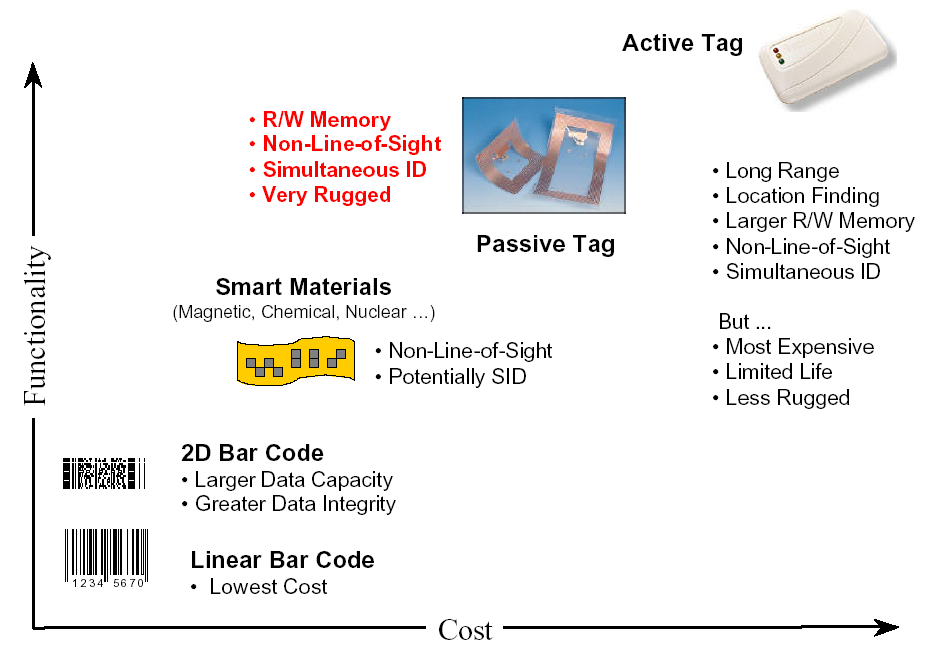 Active Tag
• R/W Memory
• Non-Line-of-Sight
• Simultaneous ID
• Very Rugged
Passive Tag
• Long Range
• Location Finding
• Larger R/W Memory
• Non-Line-of-Sight
• Simultaneous ID
But ...
• Most Expensive
• Limited Life
• Less Rugged
Smart Materials
(Magnetic, Chemical, Nuclear ...)
• Non-Line-of-Sight
• Potentially SID
Functionality
2D Bar Code
• Larger Data Capacity
• Greater Data Integrity
Linear Bar Code
• Lowest Cost
1234 5670
Cost